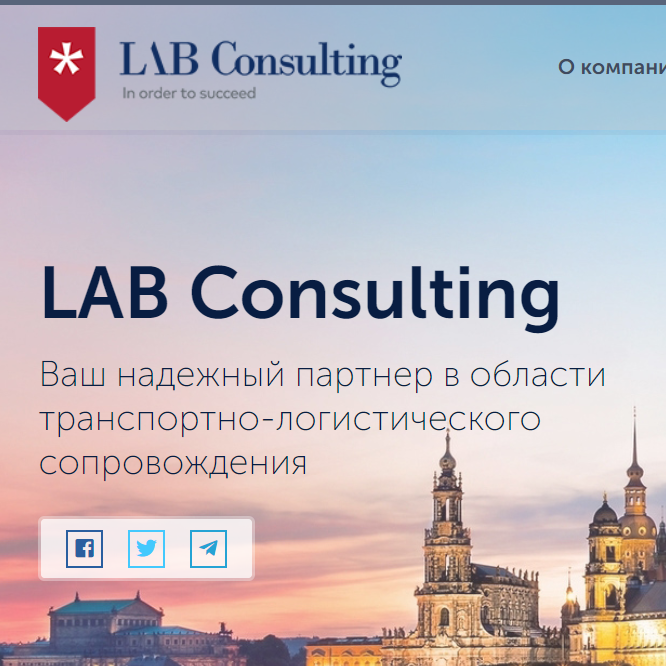 LAB Consulting
In order to succeed
О компани
LAB Consulting
Ваш надежный партнер в области
транспортно-логистического
сопровождения